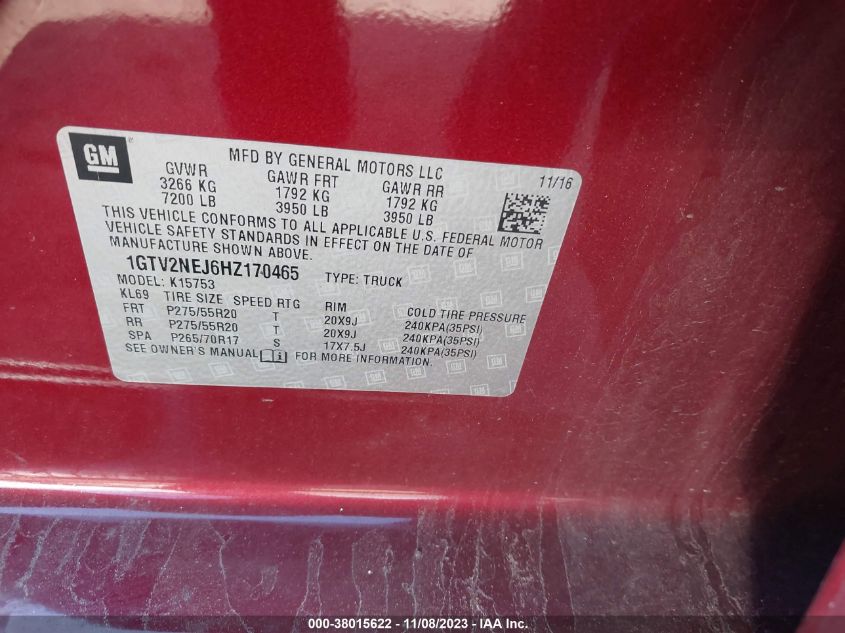 GM
MFD BY GENERAL MOTORS LLC 11/16
GVWR GAWR FRT GAWR RR
3266 KG 1792 KG 1792 KG
7200 LB 3950 LB 3950 LB
THIS VEHICLE CONFORMS TO ALL APPLICABLE U.S. FEDERAL MOTOR
VEHICLE SAFETY STANDARDS IN EFFECT ON THE DATE OF
MANUFACTURE SHOWN ABOVE.
1GTV2NEJ6HZ170465 TYPE: TRUCK
MODEL: K15753
KL69 TIRE SIZE SPEED RTG RIM COLD TIRE PRESSURE
FRT P275/55R20 T 20X9J 240KPA(35PSI)
RR P275/55R20 T 20X9J 240KPA(35PSI)
SPA P265/70R17 S 17X7.5J 240KPA(35PSI)
SEE OWNER'S MANUAL FOR MORE INFORMATION.
000-38015622 - 11/08/2023 - IAA Inc.